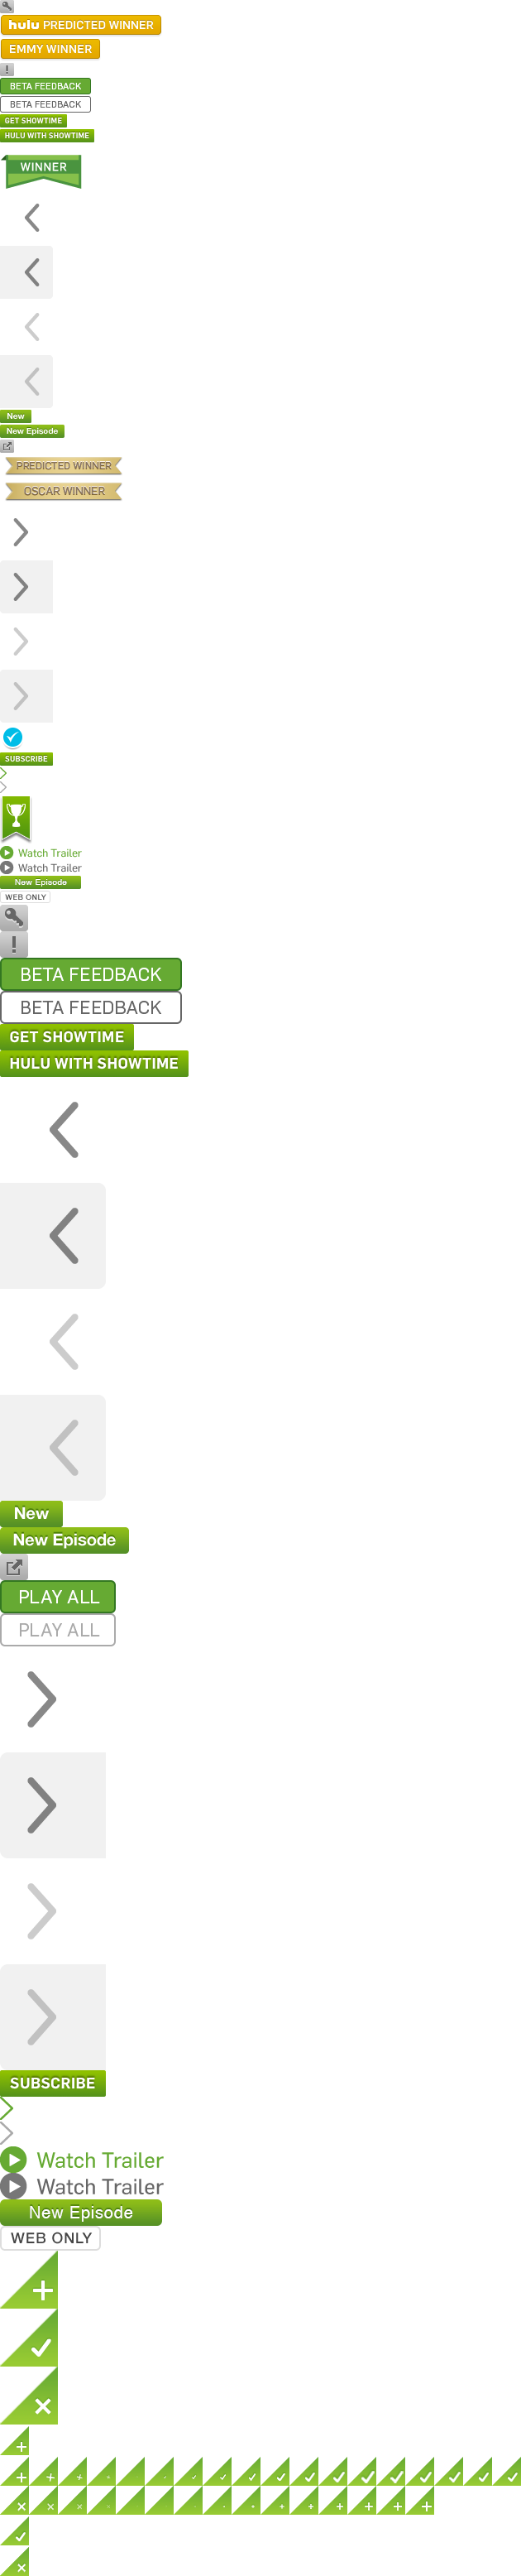 hulu PREDICTED WINNER
EMMY WINNER
!
BETA FEEDBACK
BETA FEEDBACK
GET SHOWTIME
HULU WITH SHOWTIME
WINNER
New
New Episode
PREDICTED WINNER
OSCAR WINNER
SUBSCRIBE
Watch Trailer
Watch Trailer
New Episode
WEB ONLY
!
BETA FEEDBACK
BETA FEEDBACK
GET SHOWTIME
HULU WITH SHOWTIME
New
New Episode
PLAY ALL
PLAY ALL
SUBSCRIBE
Watch Trailer
Watch Trailer
New Episode
WEB ONLY